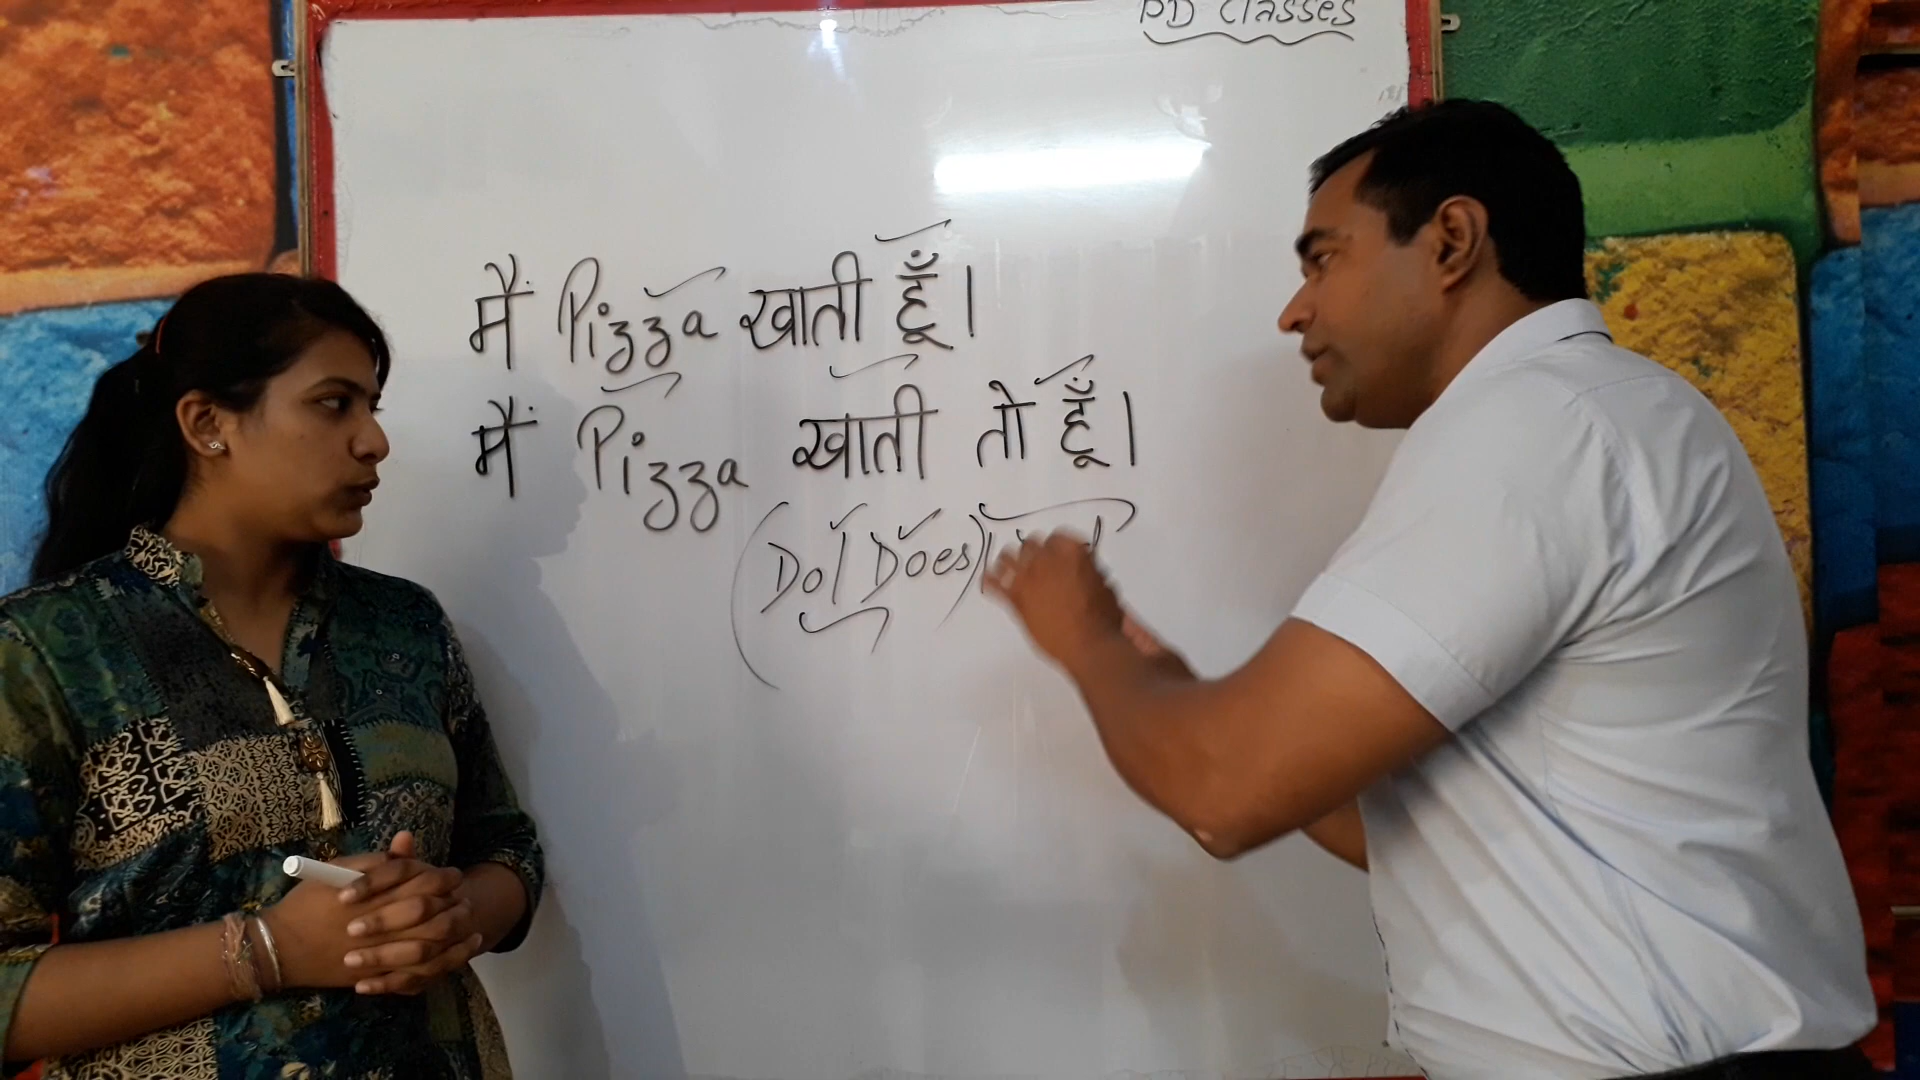 PD Classes
मैं Pizza खाती हूँ।
मैं Pizza खाती तो हूँ।
(Do/Does)